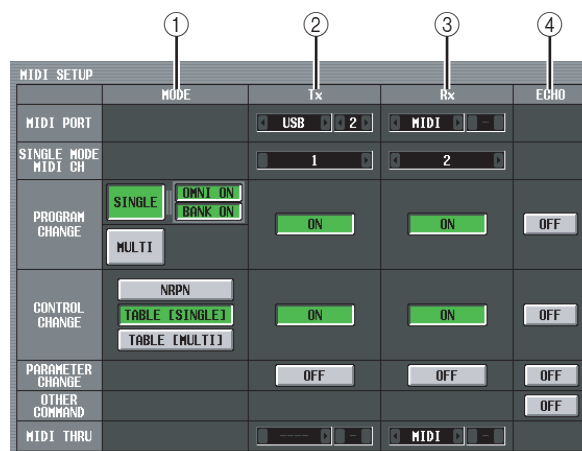 ① ② ③ ④
MIDI SETUP
MODE Tx Rx ECHO
MIDI PORT USB 2 MIDI -
SINGLE MODE
MIDI CH 1 2
PROGRAM
CHANGE SINGLE OMNI ON
BANK ON ON ON OFF
MULTI
CONTROL
CHANGE NRPN
TABLE [SINGLE] ON ON OFF
TABLE [MULTI]
PARAMETER
CHANGE OFF OFF OFF
OTHER
COMMAND OFF
MIDI THRU ---- - MIDI -